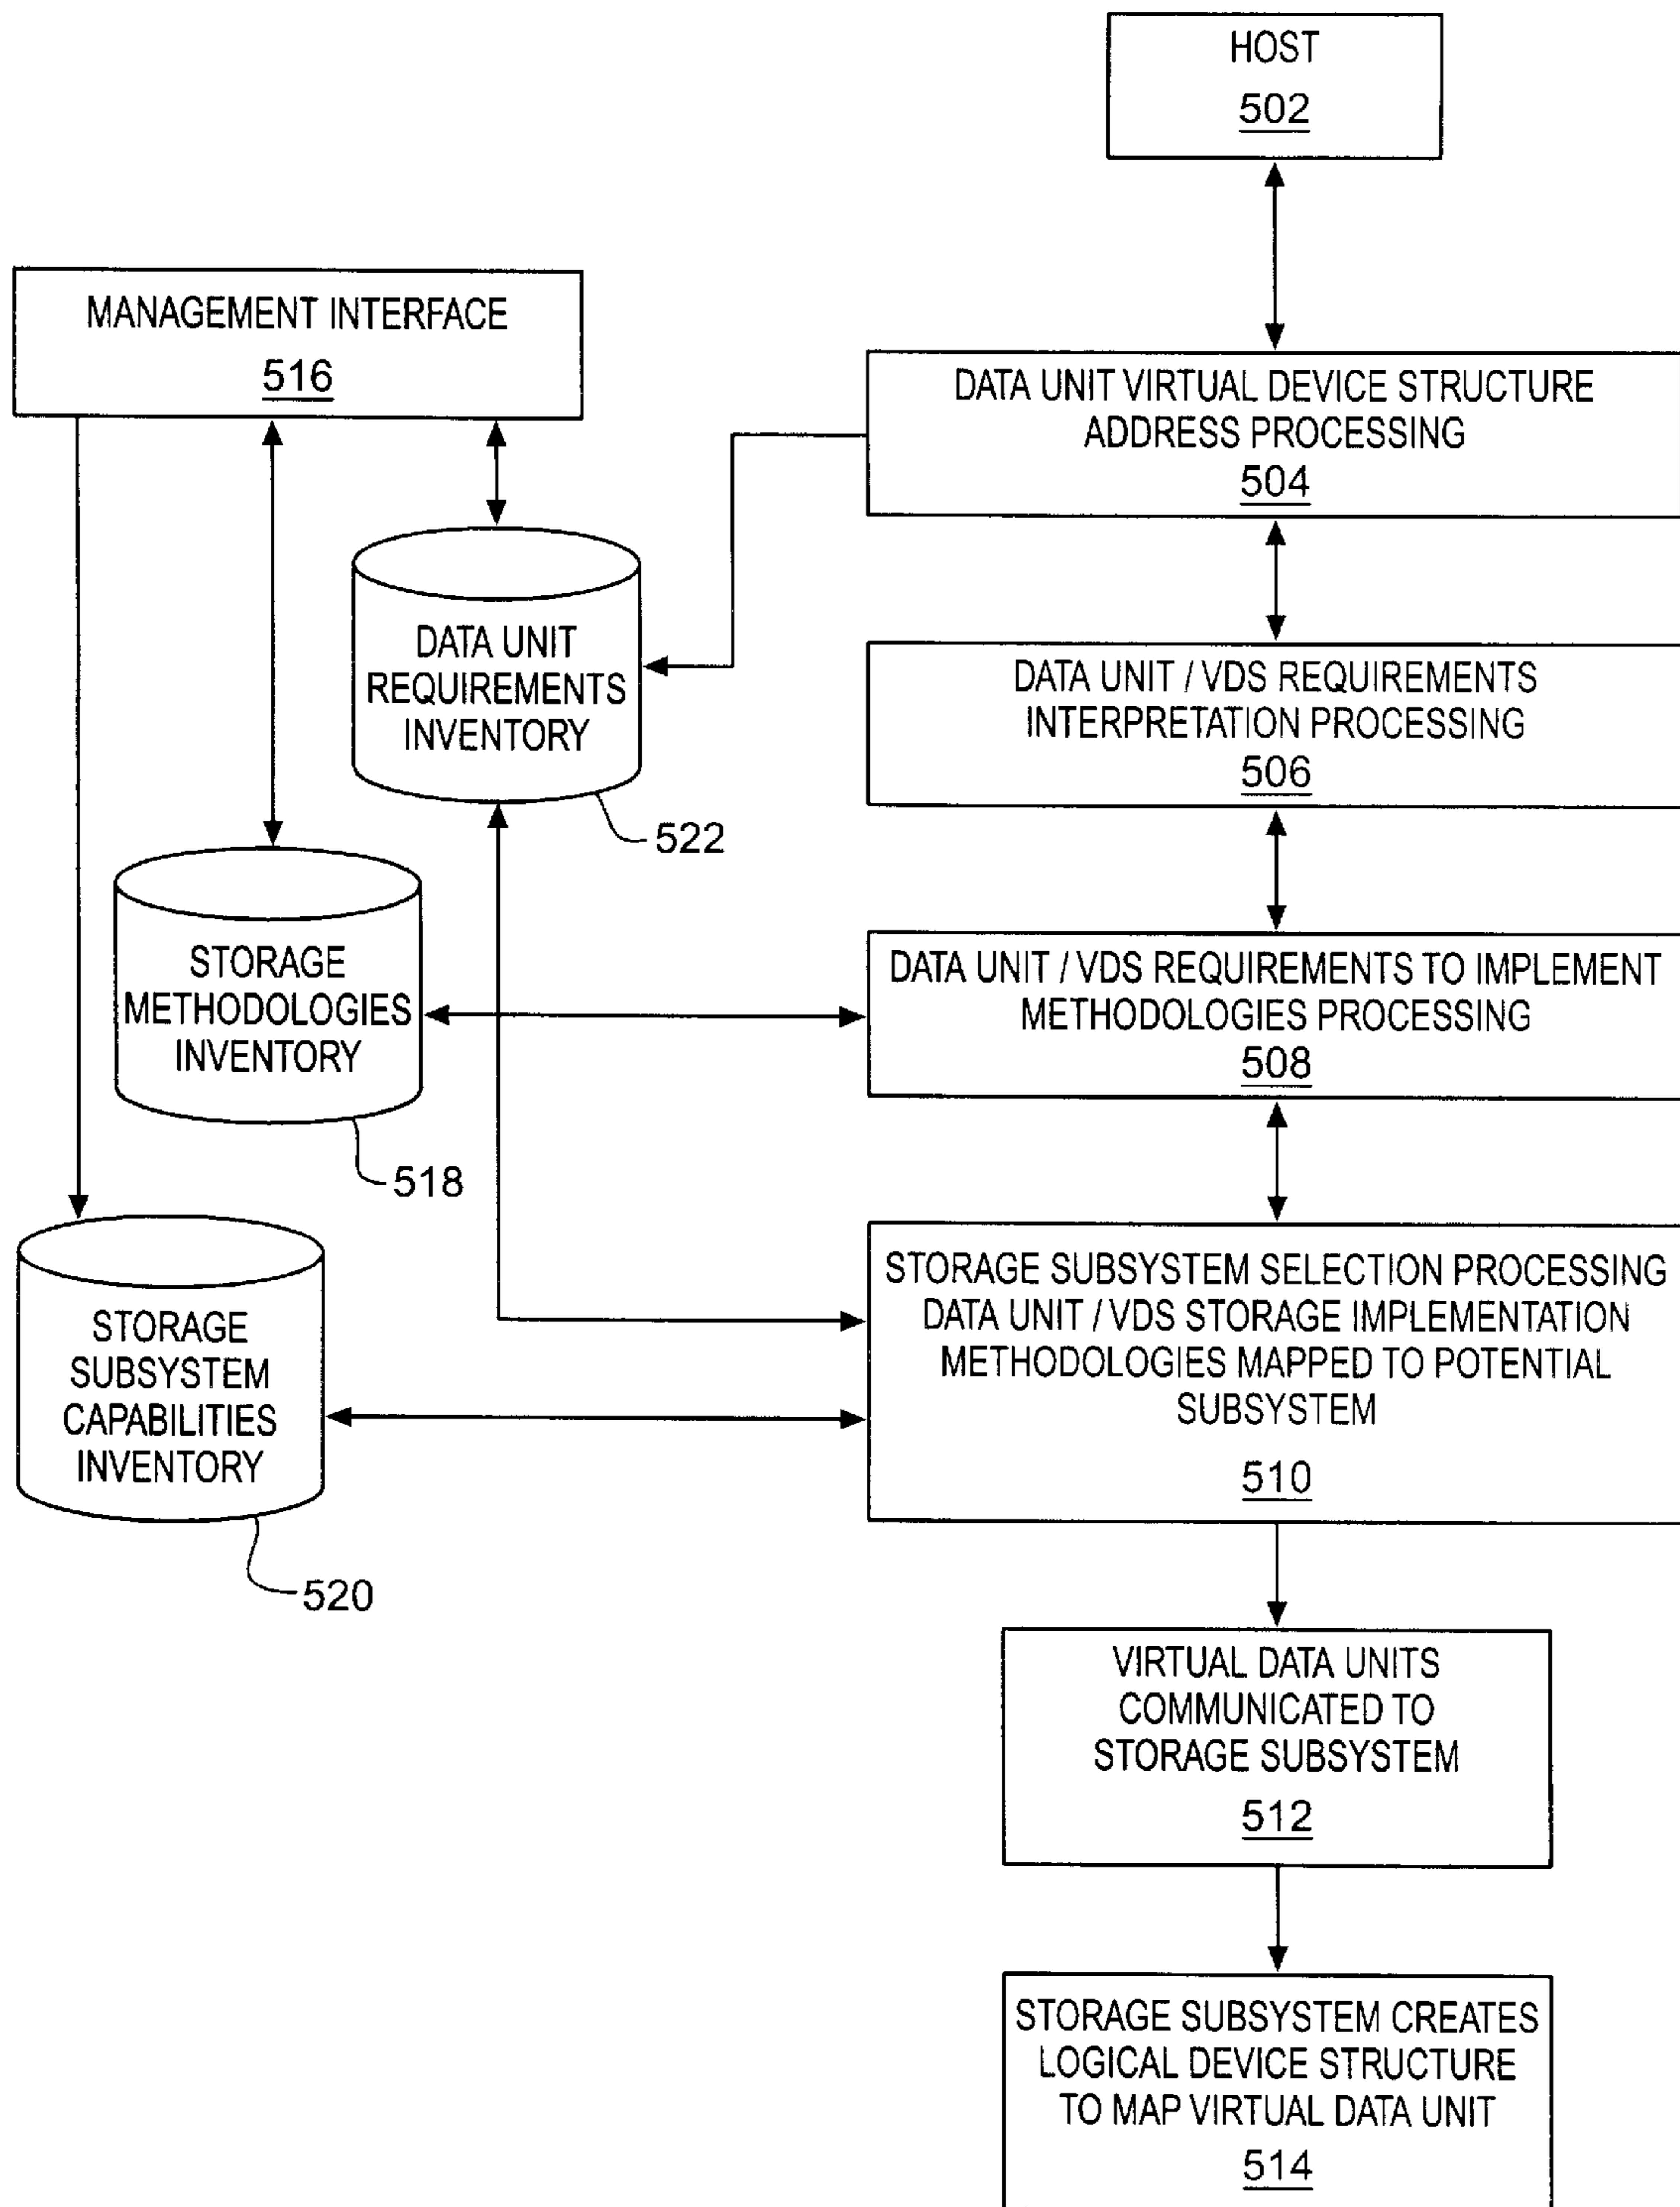 HOST
502
MANAGEMENT INTERFACE
516
DATA UNIT VIRTUAL DEVICE STRUCTURE
ADDRESS PROCESSING
504
DATA UNIT
REQUIREMENTS
INVENTORY
522
DATA UNIT / VDS REQUIREMENTS
INTERPRETATION PROCESSING
506
STORAGE
METHODOLOGIES
INVENTORY
518
DATA UNIT / VDS REQUIREMENTS TO IMPLEMENT
METHODOLOGIES PROCESSING
508
STORAGE
SUBSYSTEM
CAPABILITIES
INVENTORY
520
STORAGE SUBSYSTEM SELECTION PROCESSING
DATA UNIT / VDS STORAGE IMPLEMENTATION
METHODOLOGIES MAPPED TO POTENTIAL
SUBSYSTEM
510
VIRTUAL DATA UNITS
COMMUNICATED TO
STORAGE SUBSYSTEM
512
STORAGE SUBSYSTEM CREATES
LOGICAL DEVICE STRUCTURE
TO MAP VIRTUAL DATA UNIT
514